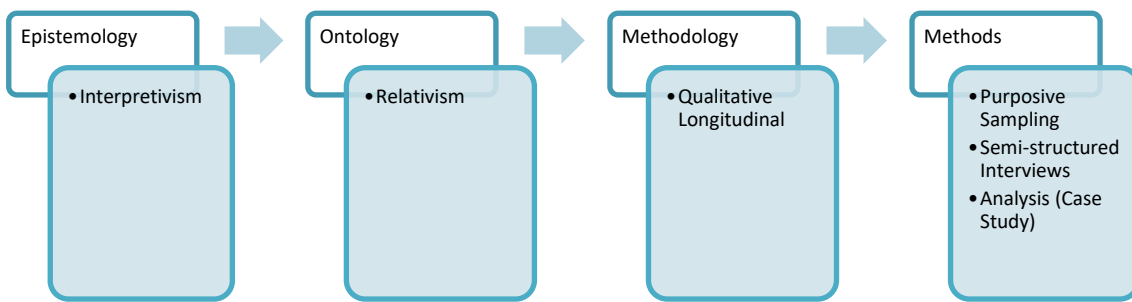 Epistemology
• Interpretivism
Ontology
• Relativism
Methodology
• Qualitative
Longitudinal
Methods
• Purposive
Sampling
• Semi-structured
Interviews
• Analysis (Case
Study)